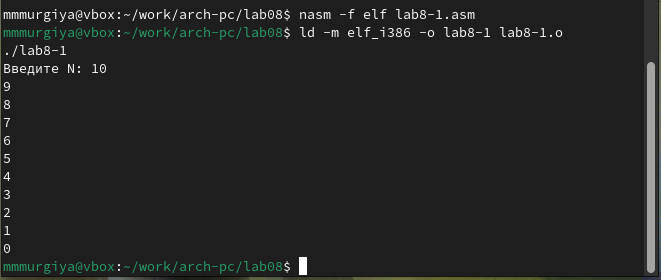 mmmurgiya@vbox:~/work/arch-pc/lab08$ nasm -f elf lab8-1.asm
mmmurgiya@vbox:~/work/arch-pc/lab08$ ld -m elf_i386 -o lab8-1 lab8-1.o
./lab8-1
Введите N: 10
9
8
7
6
5
4
3
2
1
0
mmmurgiya@vbox:~/work/arch-pc/lab08$